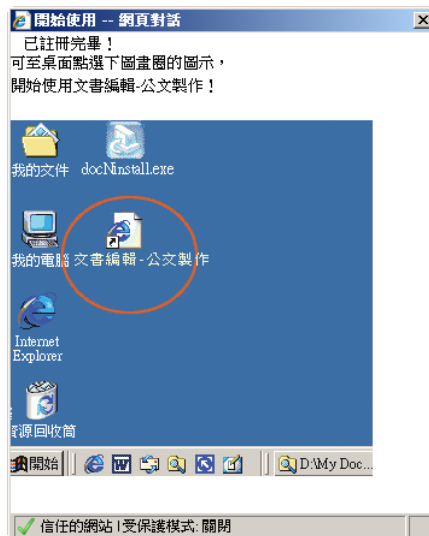 開始使用 -- 網頁對話
已註冊完畢！
可至桌面點選下圖畫圈的圖示，
開始使用文書編輯-公文製作！
我的文件 docNinstall.exe
我的電腦 文書編輯-公文製作
Internet
Explorer
資源回收筒
開始 D:\My Doc...
信任的網站 | 受保護模式: 關閉